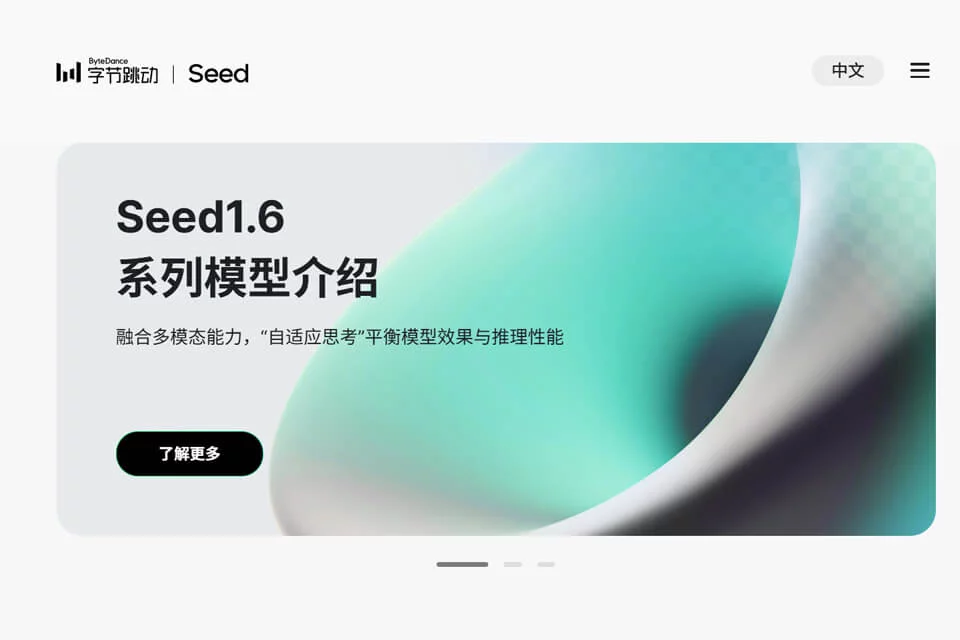 ByteDance
字节跳动 | Seed
中文
Seed1.6
系列模型介绍
融合多模态能力，“自适应思考”平衡模型效果与推理性能
了解更多